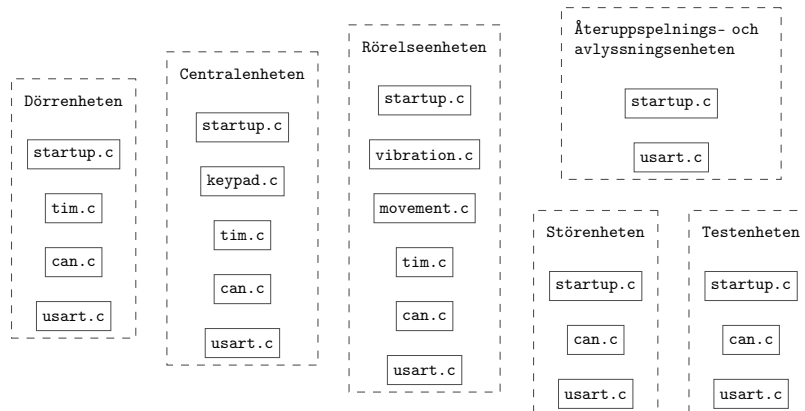 Dörrenheten
startup.c
tim.c
can.c
usart.c
Centralenheten
startup.c
keypad.c
tim.c
can.c
usart.c
Rörelseenheten
startup.c
vibration.c
movement.c
tim.c
can.c
usart.c
Återuppspelnings- och
avlyssningsenheten
startup.c
usart.c
Störenheten
startup.c
can.c
usart.c
Testenheten
startup.c
can.c
usart.c